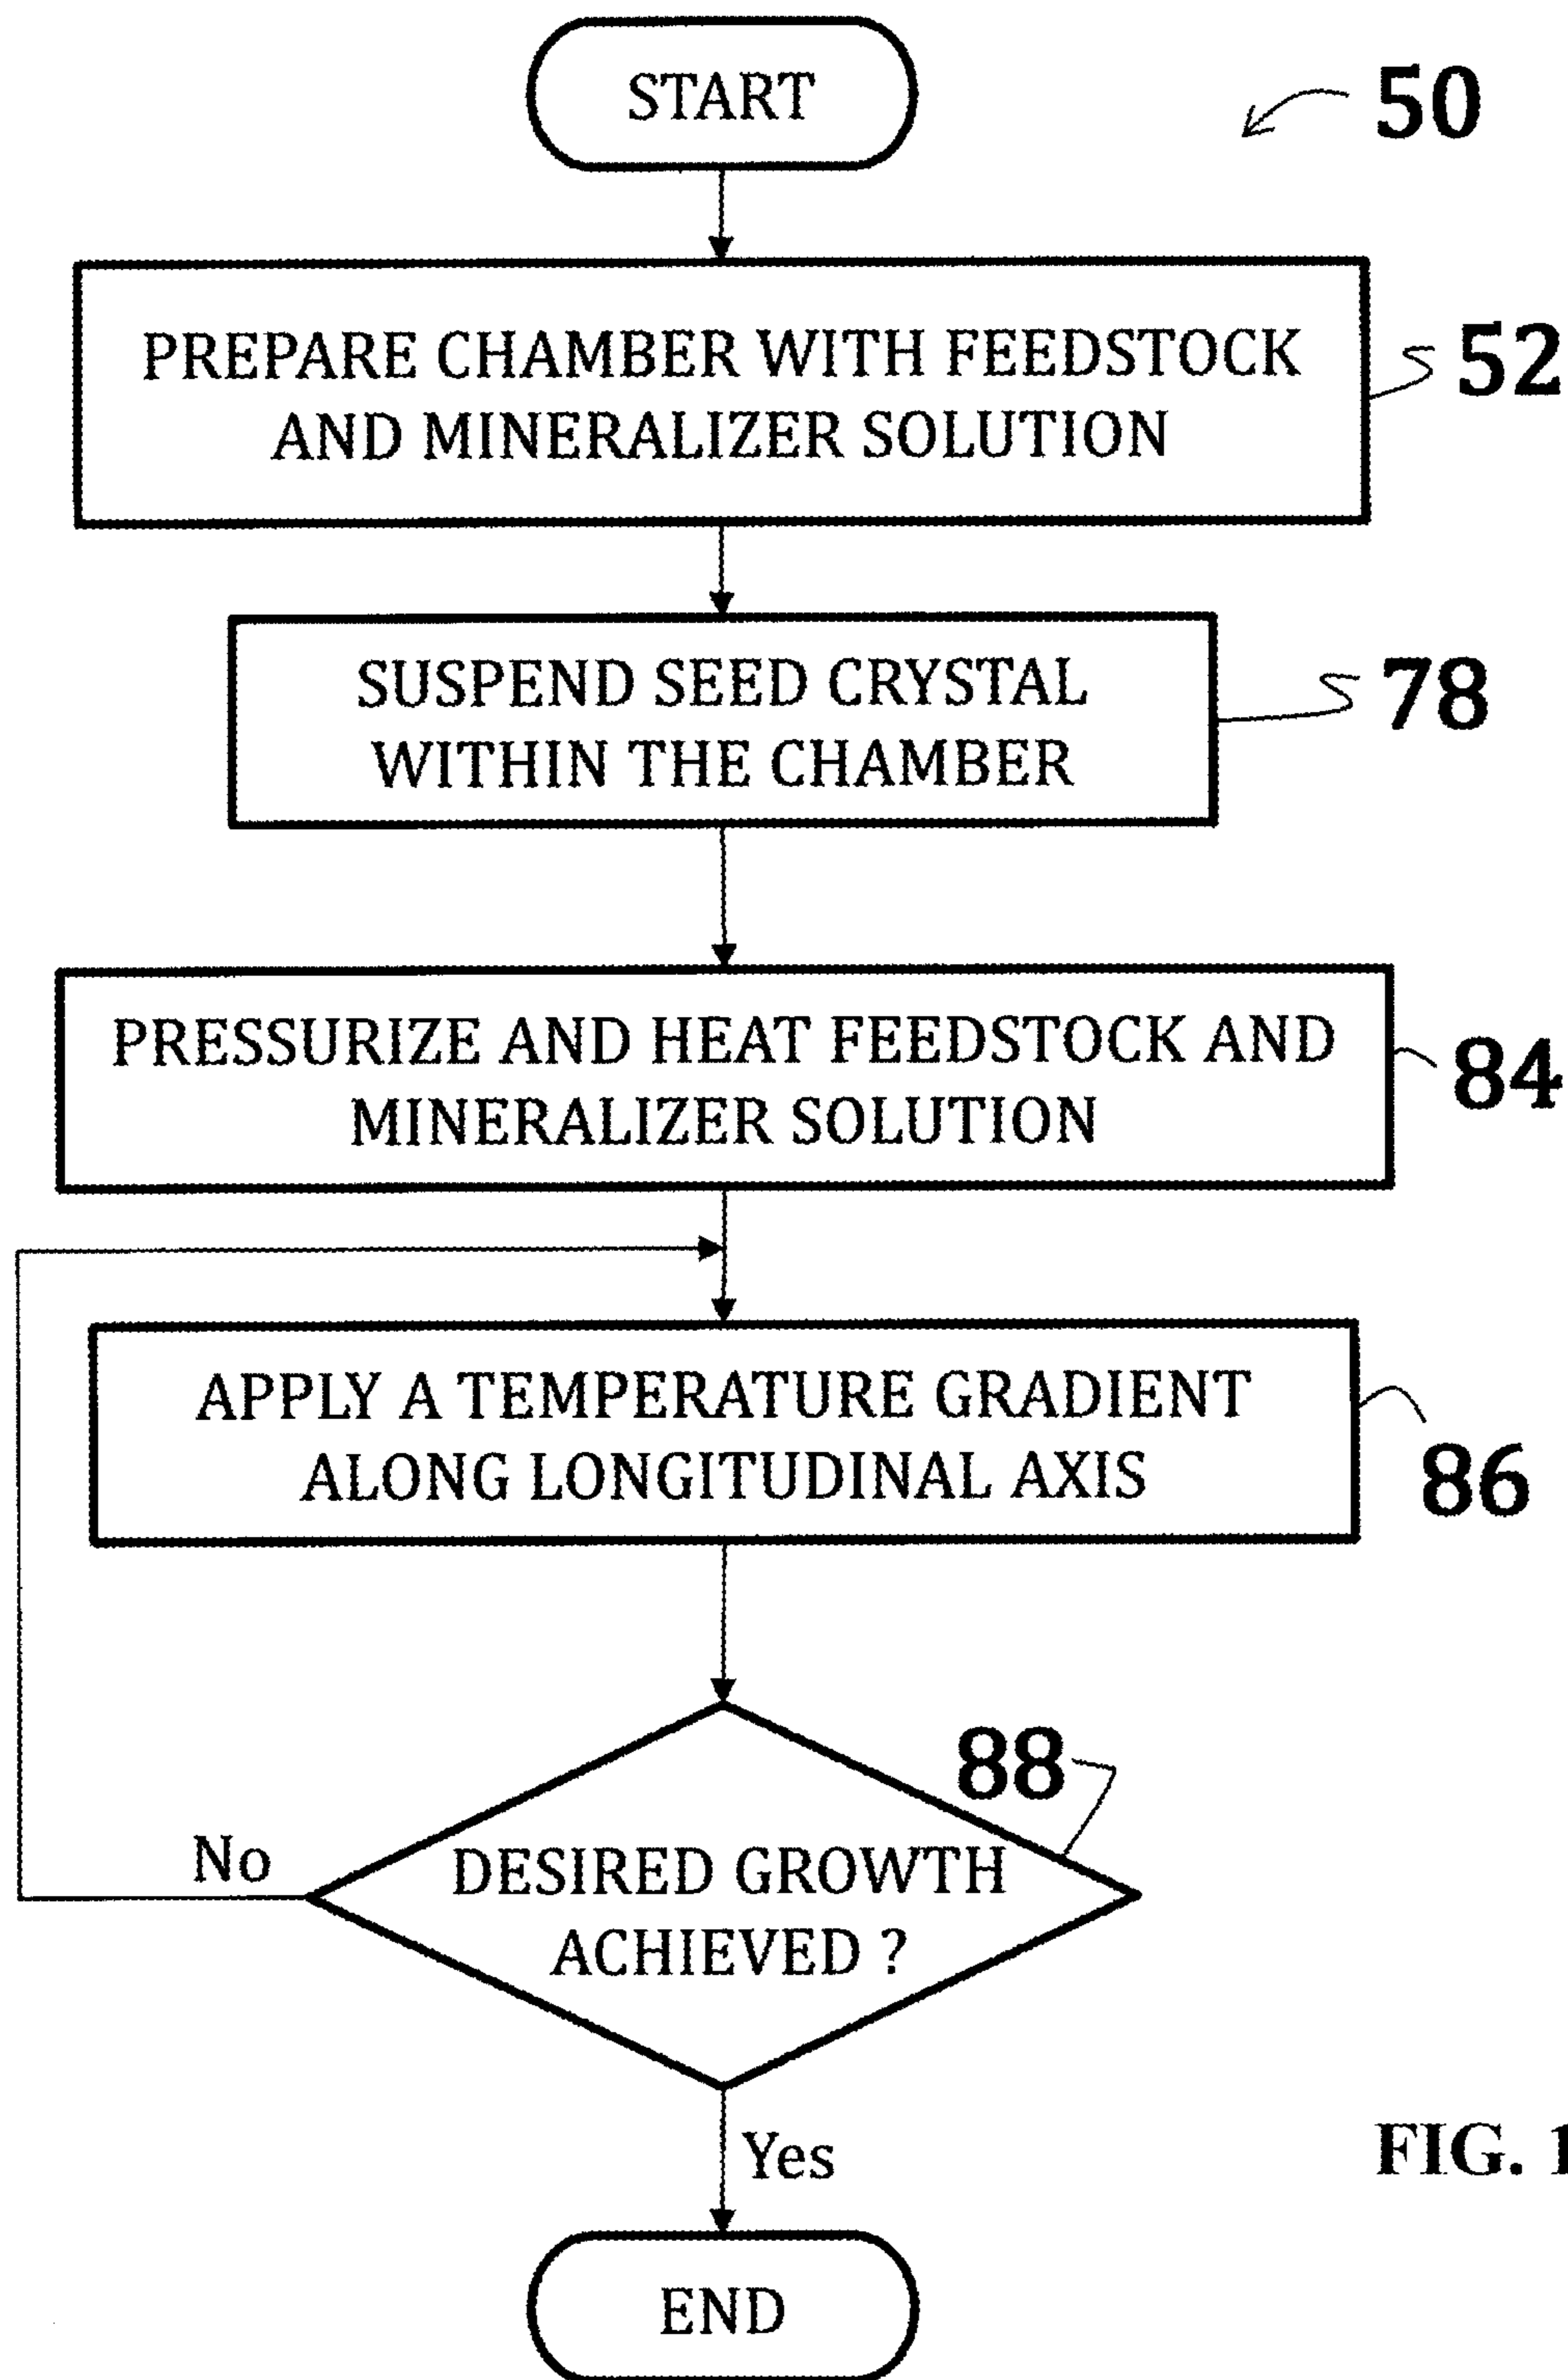 START
50
PREPARE CHAMBER WITH FEEDSTOCK
AND MINERALIZER SOLUTION
52
SUSPEND SEED CRYSTAL
WITHIN THE CHAMBER
78
PRESSURIZE AND HEAT FEEDSTOCK AND
MINERALIZER SOLUTION
84
APPLY A TEMPERATURE GRADIENT
ALONG LONGITUDINAL AXIS
86
88
No
DESIRED GROWTH
ACHIEVED ?
Yes
FIG. 1
END